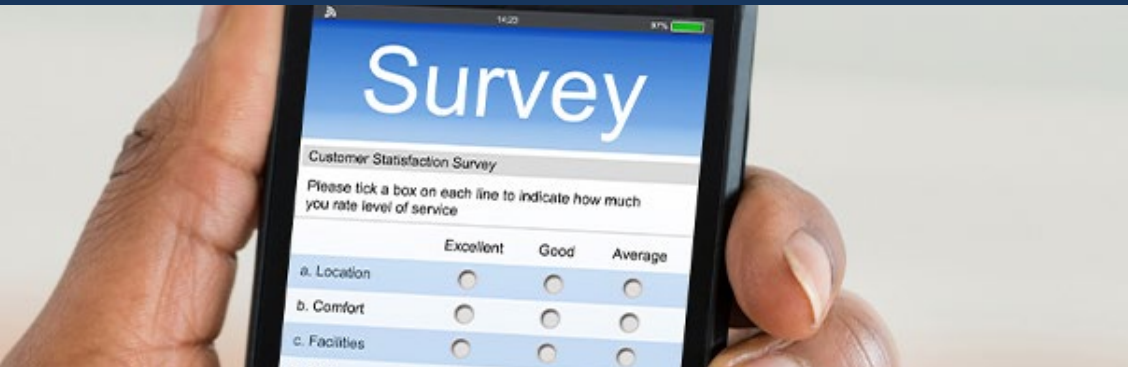 14:23 97%
Survey
Customer Statisfaction Survey
Please tick a box on each line to indicate how much
you rate level of service
Excellent Good Average
a. Location
b. Comfort
c. Facilities